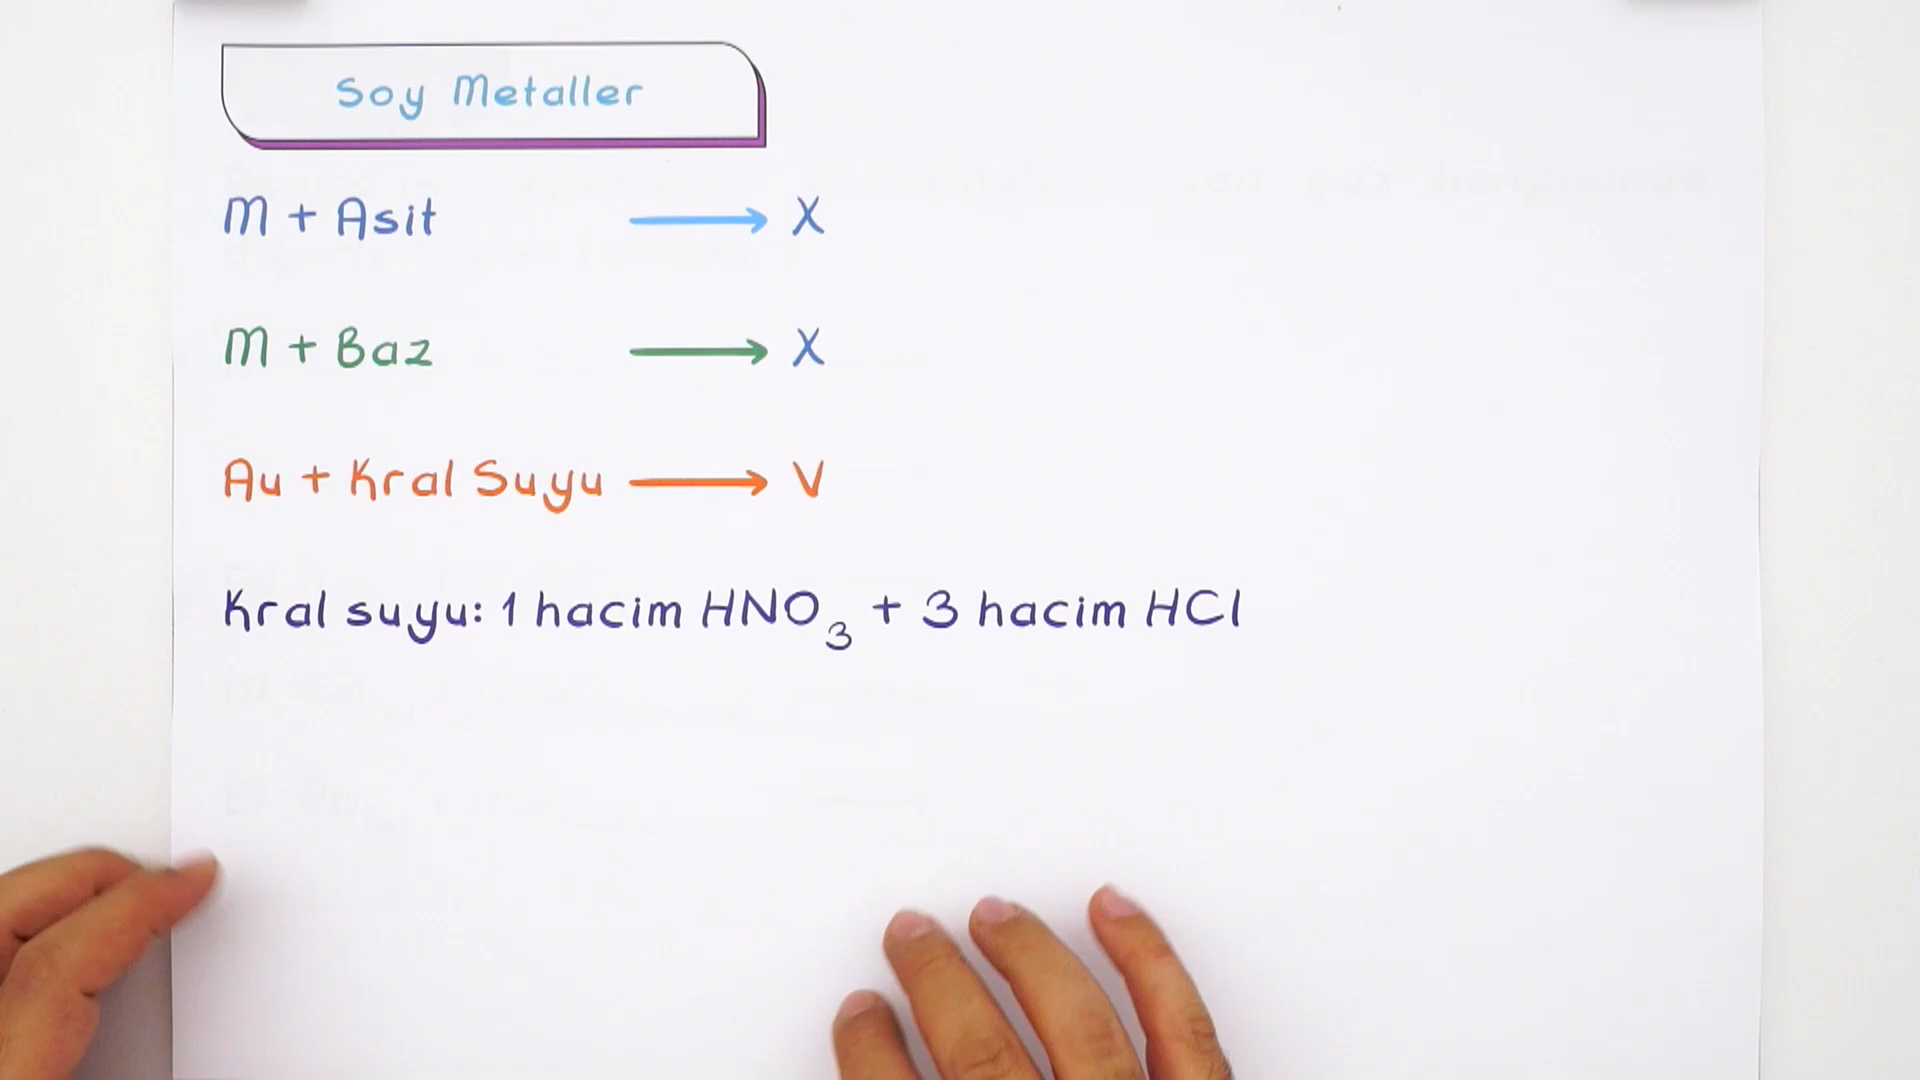 Soy Metaller
M + Asit → X
M + Baz → X
Au + Kral Suyu → V
Kral suyu: 1 hacim HNO₃ + 3 hacim HCl